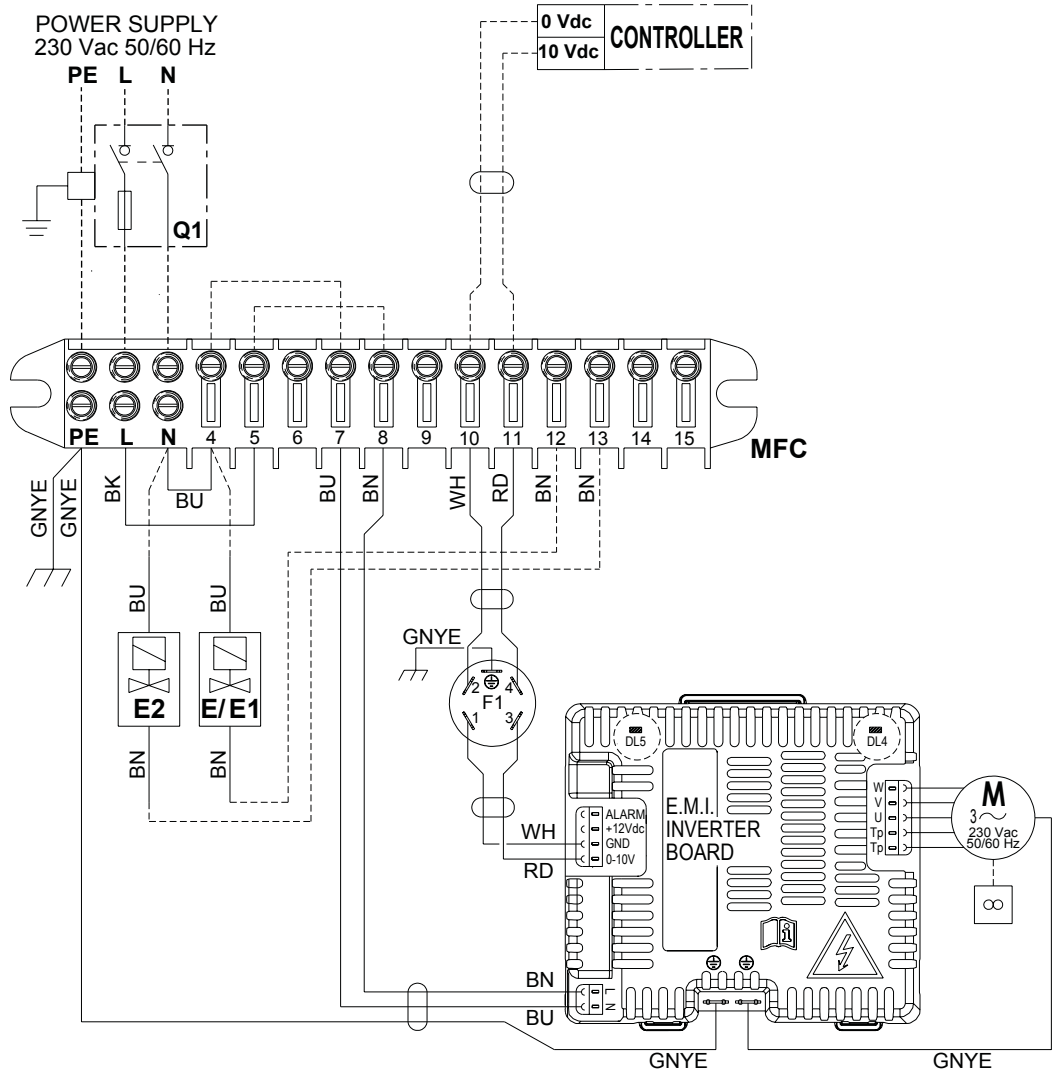 POWER SUPPLY
230 Vac 50/60 Hz
PE L N
Q1
0 Vdc
10 Vdc
CONTROLLER
PE L N 4 5 6 7 8 9 10 11 12 13 14 15
MFC
GNYE
GNYE
BK
BU
BU
BN
WH
RD
BN
BN
BU
BU
E2
E/E1
BN
BN
GNYE
2 4
F1
1 3
DL5
DL4
ALARM
+12Vdc
GND
0-10V
WH
RD
E.M.I.
INVERTER
BOARD
W
V
U
Tp
Tp
M
3~
230 Vac
50/60 Hz
i
BN
BU
L
N
GNYE
GNYE